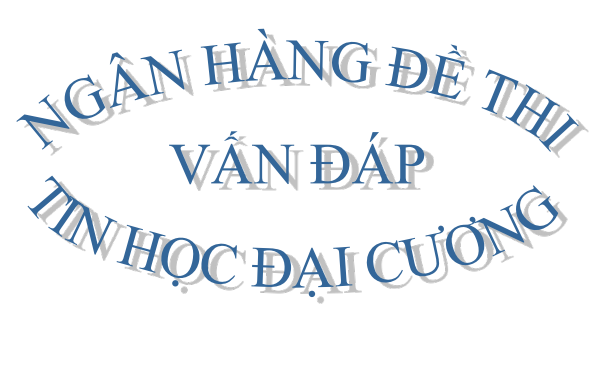 NGÂN HÀNG ĐỀ THI
VẤN ĐÁP
TIN HỌC ĐẠI CƯƠNG